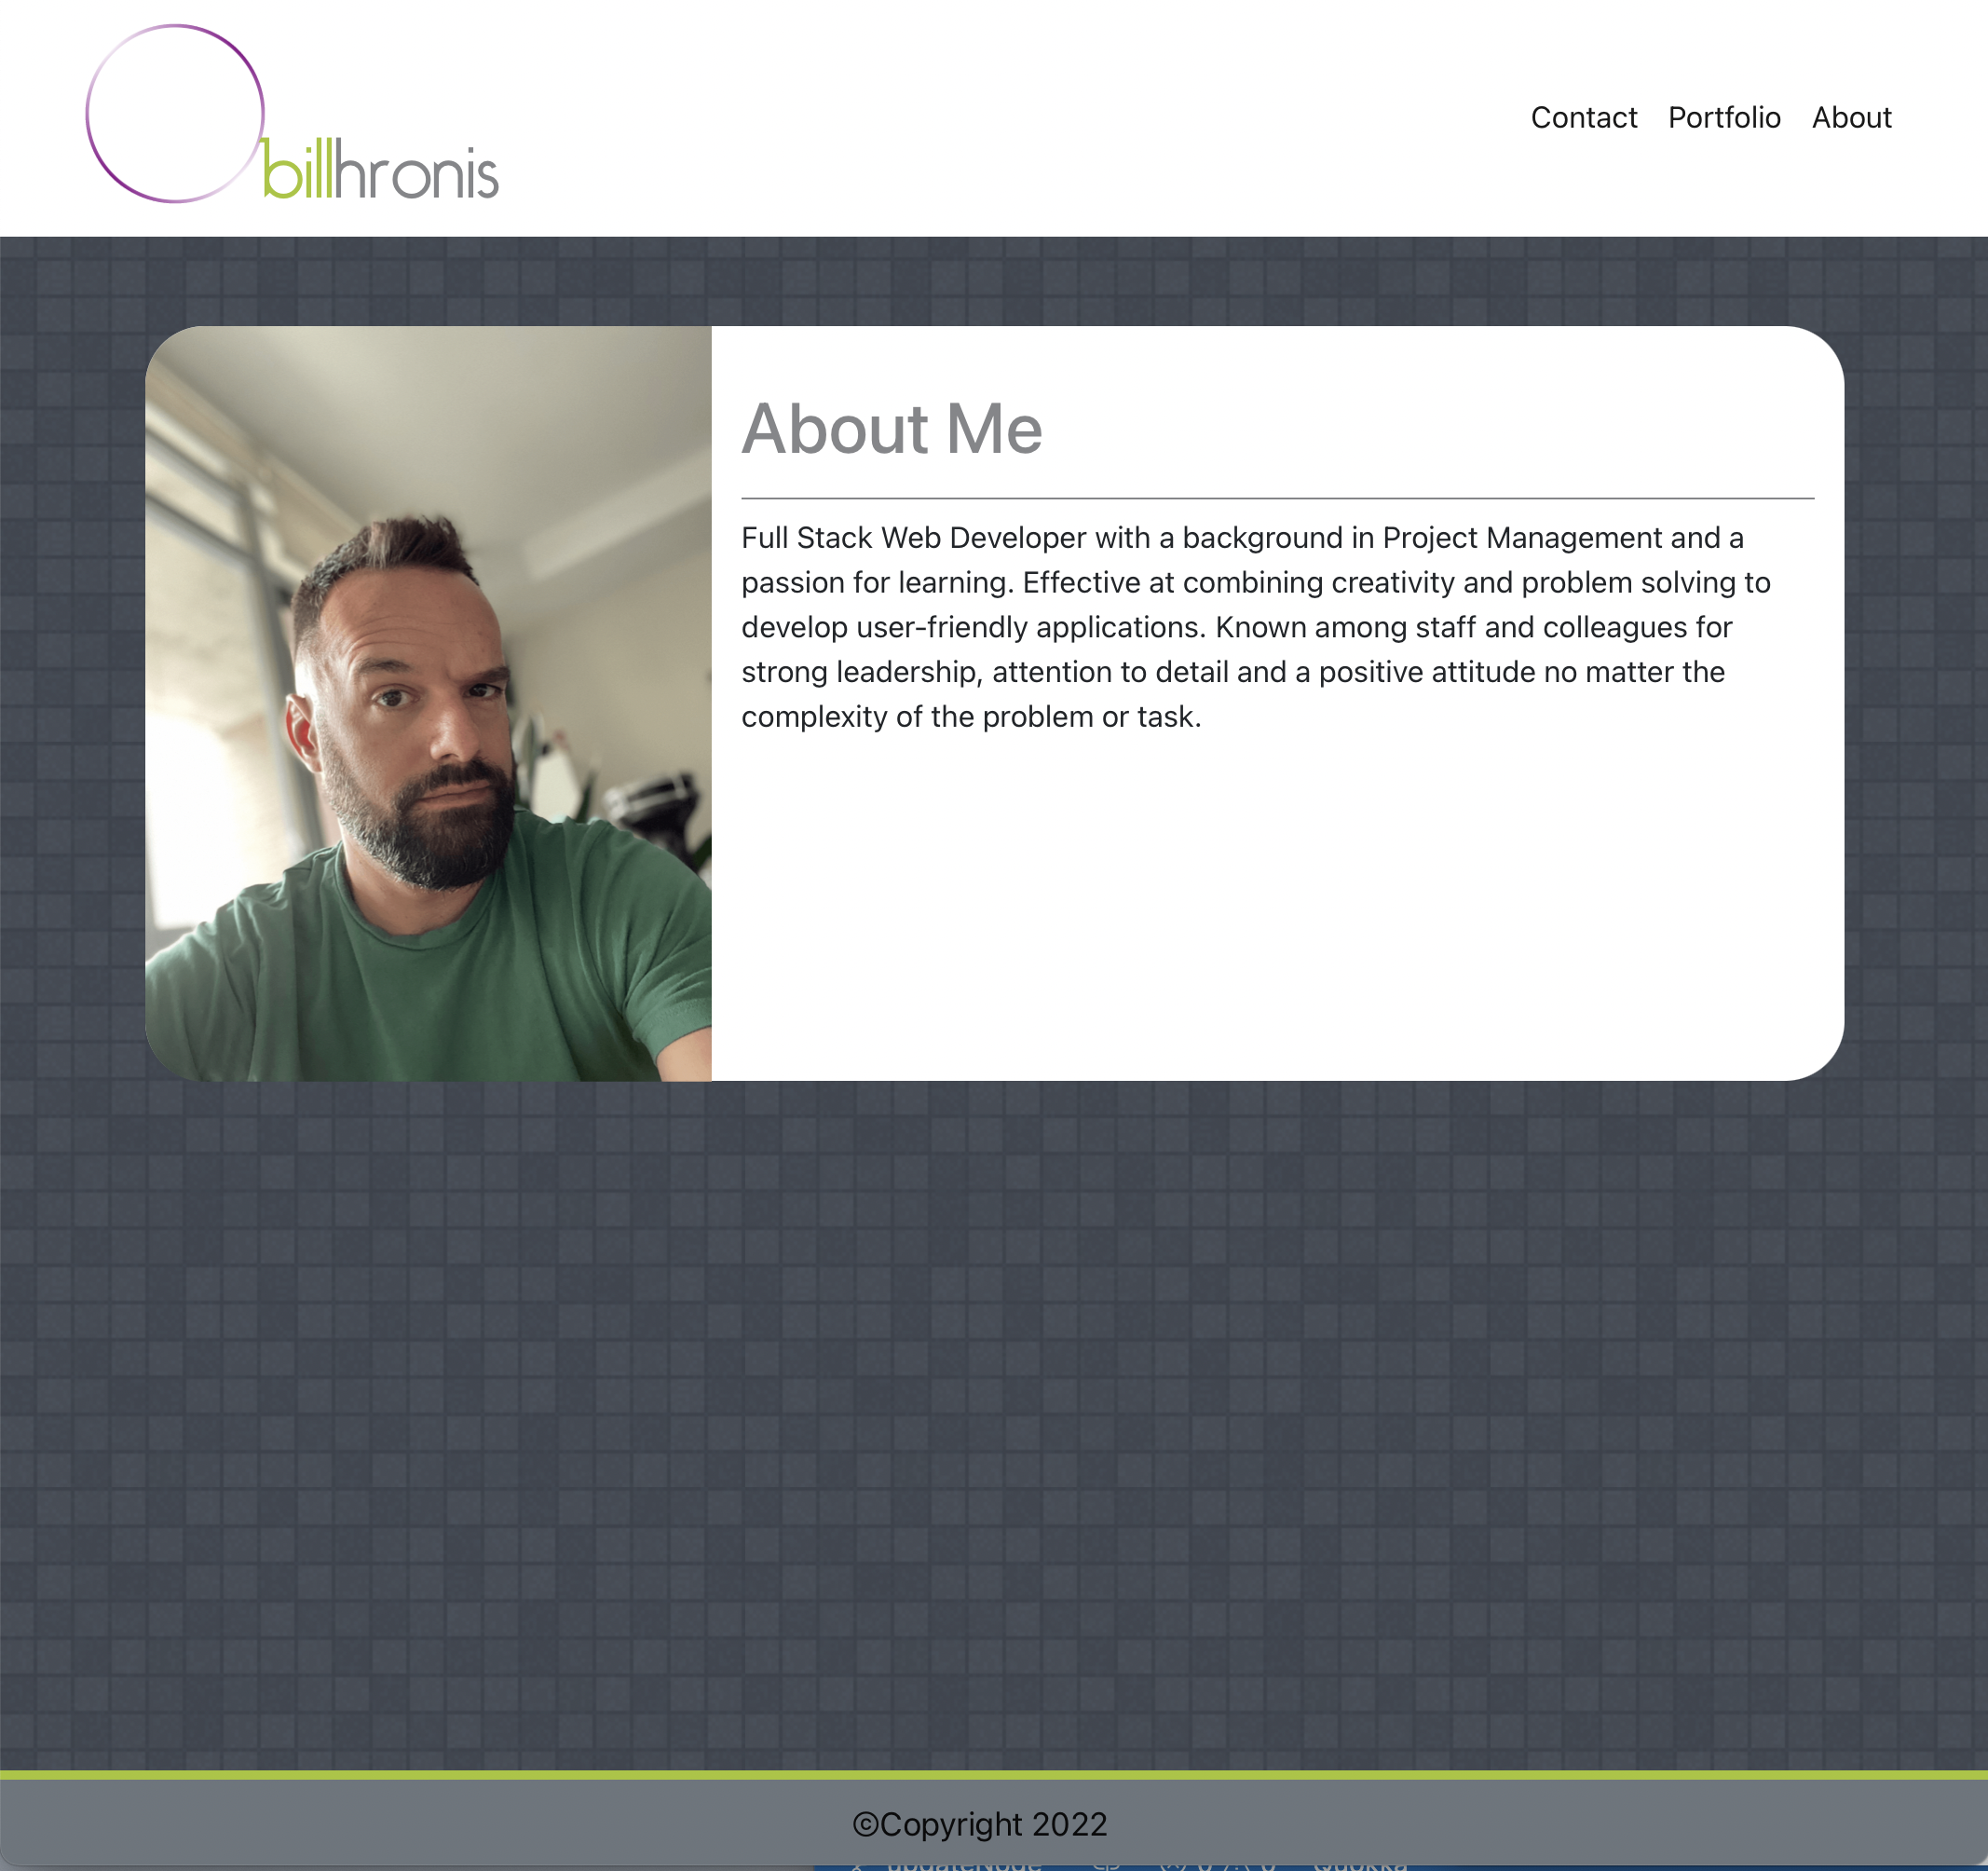 billhronis
Contact Portfolio About
About Me
Full Stack Web Developer with a background in Project Management and a
passion for learning. Effective at combining creativity and problem solving to
develop user-friendly applications. Known among staff and colleagues for
strong leadership, attention to detail and a positive attitude no matter the
complexity of the problem or task.
©Copyright 2022